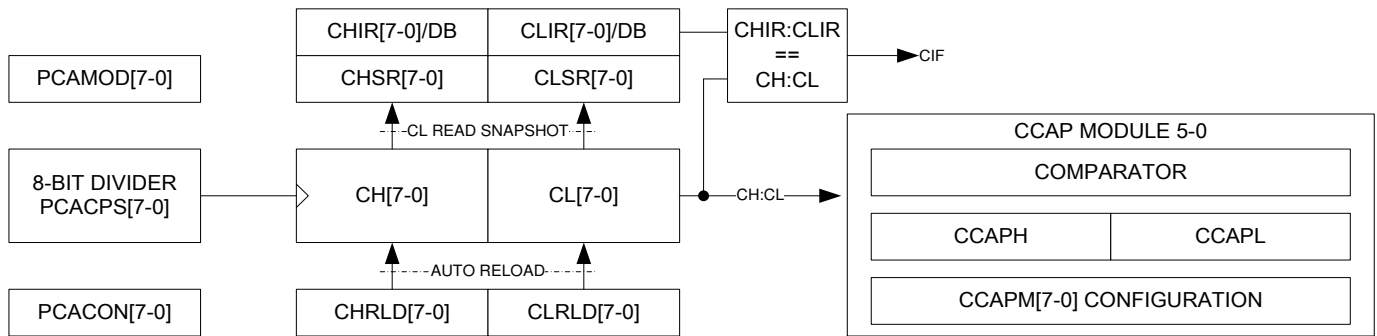 CHIR[7-0]/DB
CLIR[7-0]/DB
CHIR:CLIR
==
CH:CL
CIF
PCAMOD[7-0]
CHSR[7-0]
CLSR[7-0]
CL READ SNAPSHOT
8-BIT DIVIDER
PCACPS[7-0]
CH[7-0]
CL[7-0]
CH:CL
AUTO RELOAD
PCACON[7-0]
CHRLD[7-0]
CLRLD[7-0]
CCAP MODULE 5-0
COMPARATOR
CCAPH
CCAPL
CCAPM[7-0] CONFIGURATION